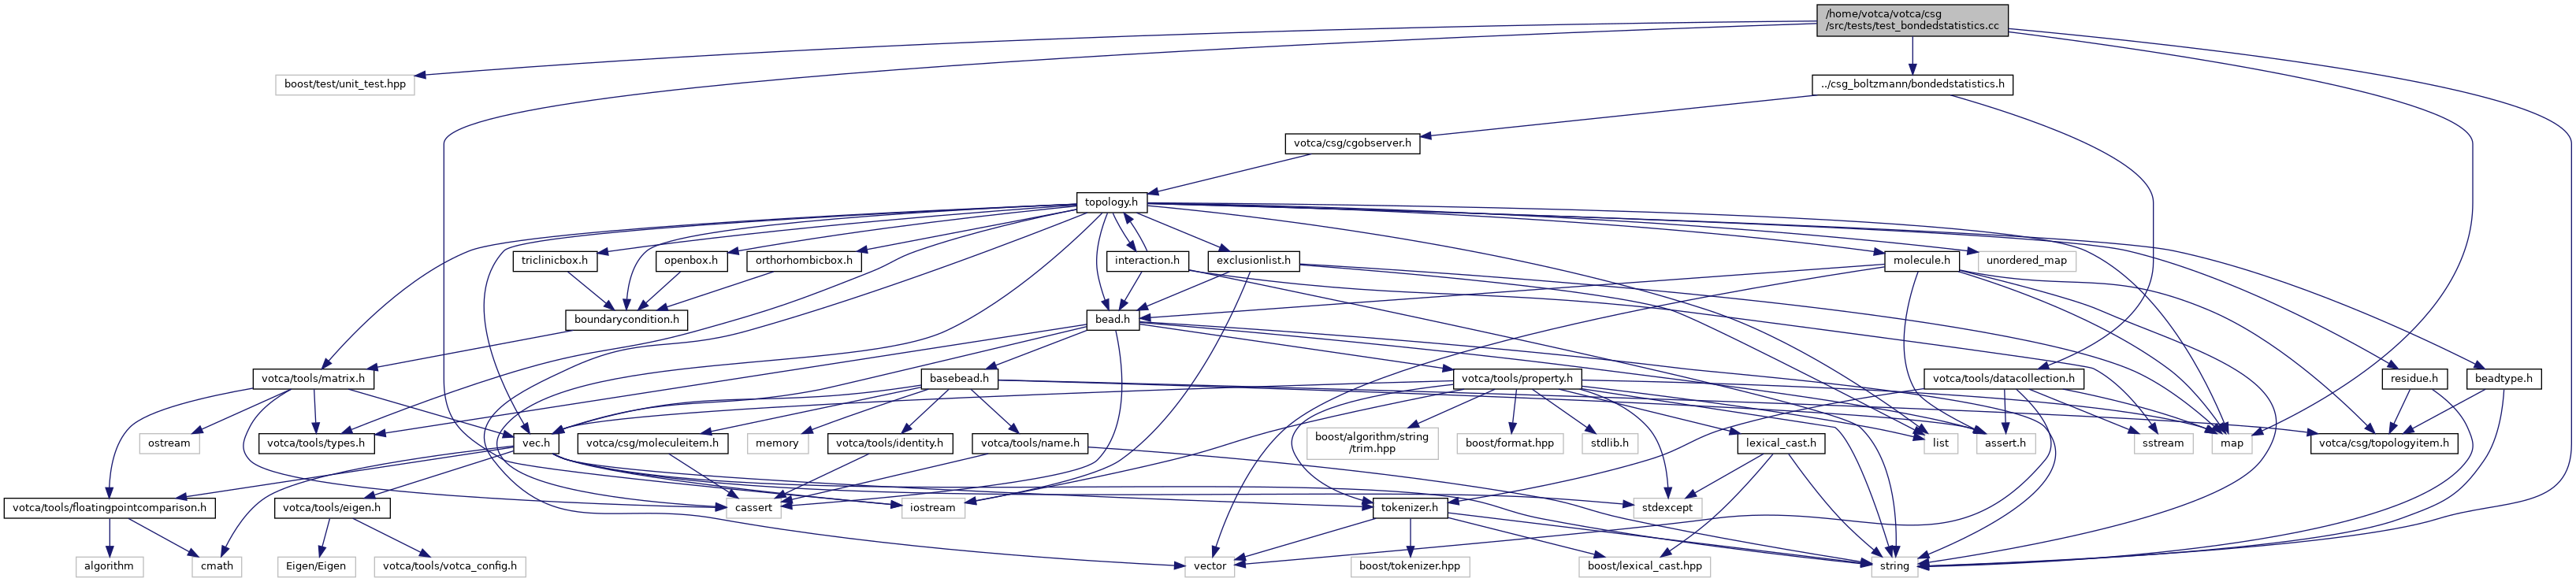 /home/votca/votca/csg
/src/tests/test_bondedstatistics.cc
boost/test/unit_test.hpp
../csg_boltzmann/bondedstatistics.h
votca/csg/cgobserver.h
topology.h
triclinicbox.h
openbox.h
orthorhombicbox.h
interaction.h
exclusionlist.h
molecule.h
unordered_map
boundarycondition.h
bead.h
votca/tools/matrix.h
basebead.h
votca/tools/property.h
votca/tools/datacollection.h
residue.h
beadtype.h
ostream
votca/tools/types.h
vec.h
votca/csg/moleculeitem.h
memory
votca/tools/identity.h
votca/tools/name.h
boost/algorithm/string
/trim.hpp
boost/format.hpp
stdlib.h
lexical_cast.h
list
assert.h
sstream
map
votca/csg/topologyitem.h
votca/tools/floatingpointcomparison.h
votca/tools/eigen.h
cassert
iostream
tokenizer.h
stdexcept
algorithm
cmath
Eigen/Eigen
votca/tools/votca_config.h
vector
boost/tokenizer.hpp
boost/lexical_cast.hpp
string